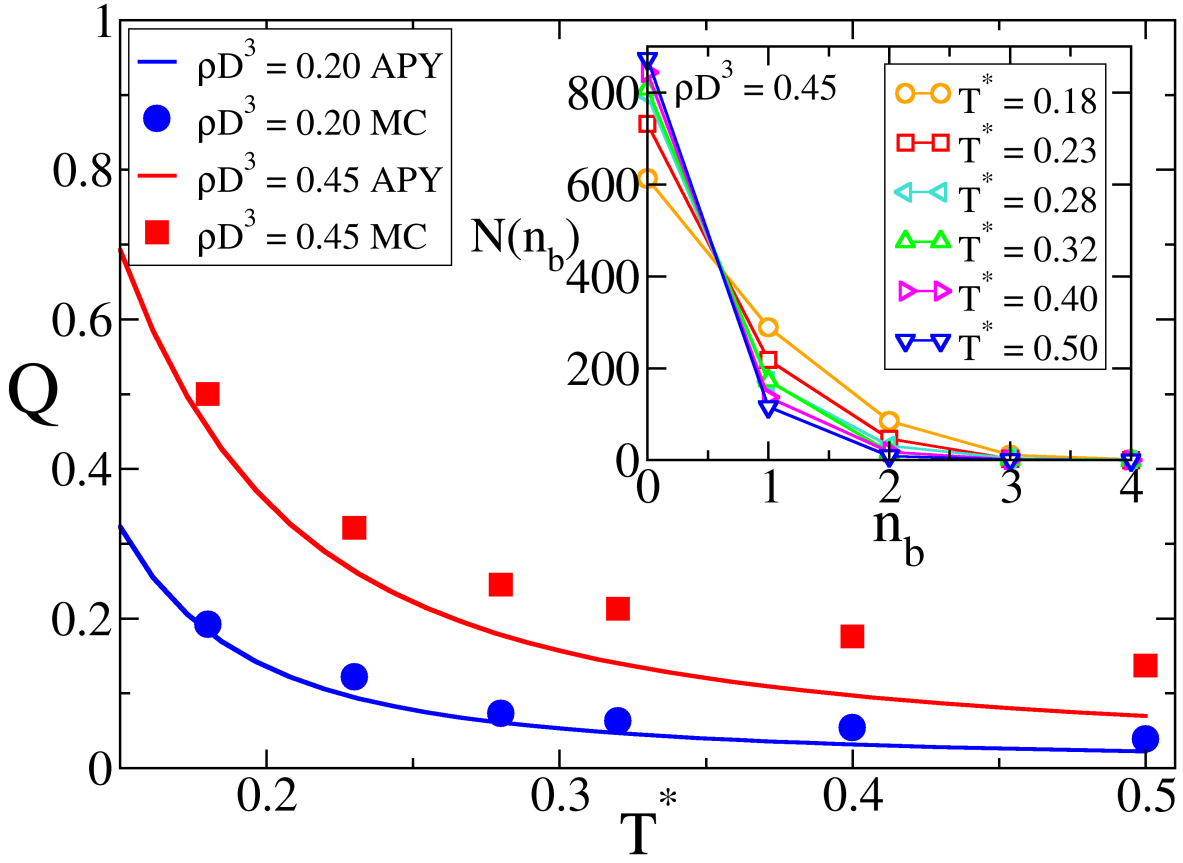 1
0.8
0.6
0.4
0.2
0
Q
0.2
0.3
0.4
0.5
T*
ρD³ = 0.20 APY
ρD³ = 0.20 MC
ρD³ = 0.45 APY
ρD³ = 0.45 MC
800
600
400
200
0
N(n_b)
ρD³ = 0.45
T* = 0.18
T* = 0.23
T* = 0.28
T* = 0.32
T* = 0.40
T* = 0.50
0
1
2
3
4
n_b